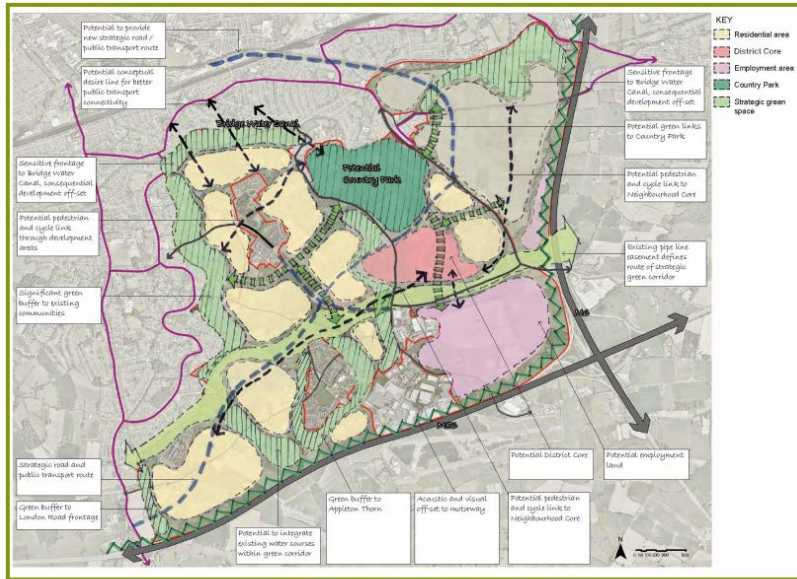 Potential to provide
new strategic road /
public transport route
Potential conceptual
desire line for better
public transport
connectivity
Sensitive frontage
to Bridge Water
Canal, consequential
development off-set
Potential pedestrian
and cycle link
through development
areas
Significant green
buffer to existing
communities
Strategic road and
public transport route
Green buffer to
London Road frontage
Bridge Water Canal
Potential
Country Park
M6
M56
Potential to integrate
existing water courses
within green corridor
Green buffer to
Appleton Thorn
Acoustic and visual
off-set to motorway
Potential District Core
Potential pedestrian
and cycle link to
Neighbourhood Core
Potential employment
land
Sensitive frontage
to Bridge Water
Canal, consequential
development off-set
Potential green links
to Country Park
Potential pedestrian
and cycle link to
Neighbourhood Core
Existing pipe line
easement defines
route of strategic
green corridor
KEY
Residential area
District Core
Employment area
Country Park
Strategic green
space
N